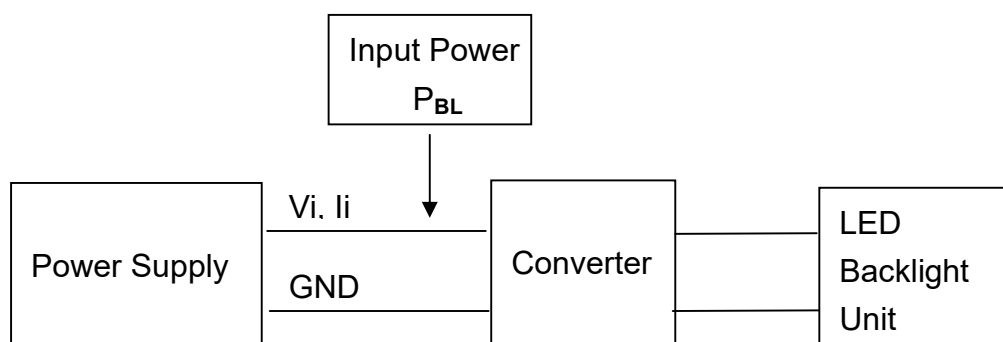 Input Power
PBL
Vi, Ii
Power Supply
GND
Converter
LED
Backlight
Unit